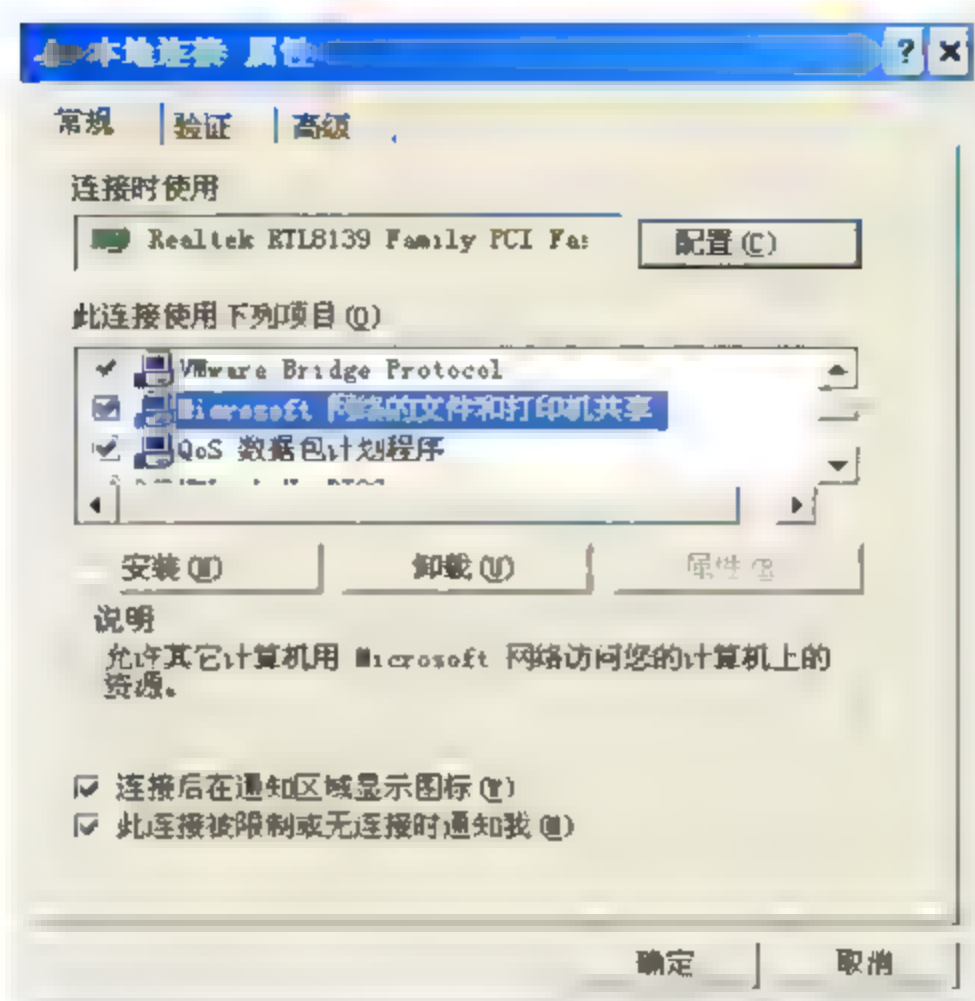 本地连接 属性
常规 验证 高级
连接时使用
Realtek RTL8139 Family PCI Fas 配置(C)
此连接使用下列项目(O)
VMware Bridge Protocol
Microsoft 网络的文件和打印机共享
QoS 数据包计划程序
安装(N) 卸载(U) 属性(R)
说明
允许其它计算机用 Microsoft 网络访问您的计算机上的
资源。
连接后在通知区域显示图标(W)
此连接被限制或无连接时通知我(M)
确定 取消